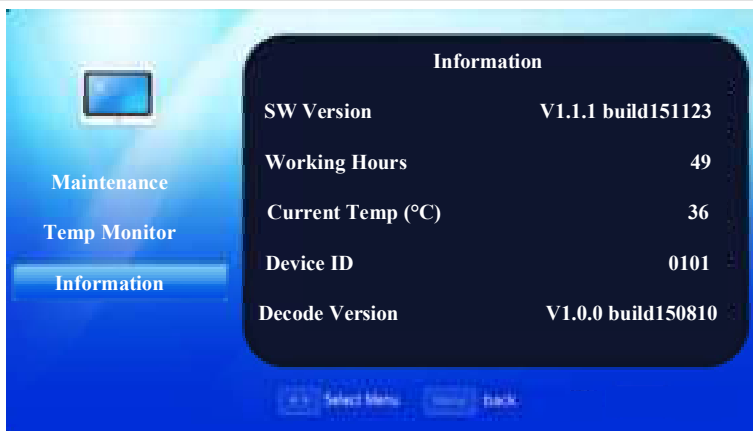 Information
SW Version V1.1.1 build151123
Working Hours 49
Current Temp (°C) 36
Device ID 0101
Decode Version V1.0.0 build150810
Maintenance
Temp Monitor
Information
Select Menu Menu back